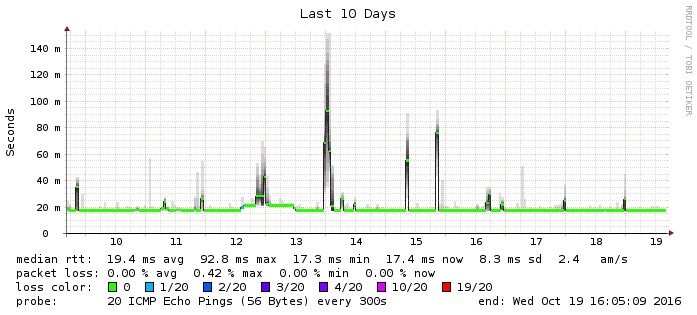 Last 10 Days
RRDTOOL / TOBI OETIKER
Seconds
140 m
120 m
100 m
80 m
60 m
40 m
20 m
0
10 11 12 13 14 15 16 17 18 19
median rtt: 19.4 ms avg 92.8 ms max 17.3 ms min 17.4 ms now 8.3 ms sd 2.4 am/s
packet loss: 0.00 % avg 0.42 % max 0.00 % min 0.00 % now
loss color: 0 1/20 2/20 3/20 4/20 10/20 19/20
probe: 20 ICMP Echo Pings (56 Bytes) every 300s end: Wed Oct 19 16:05:09 2016